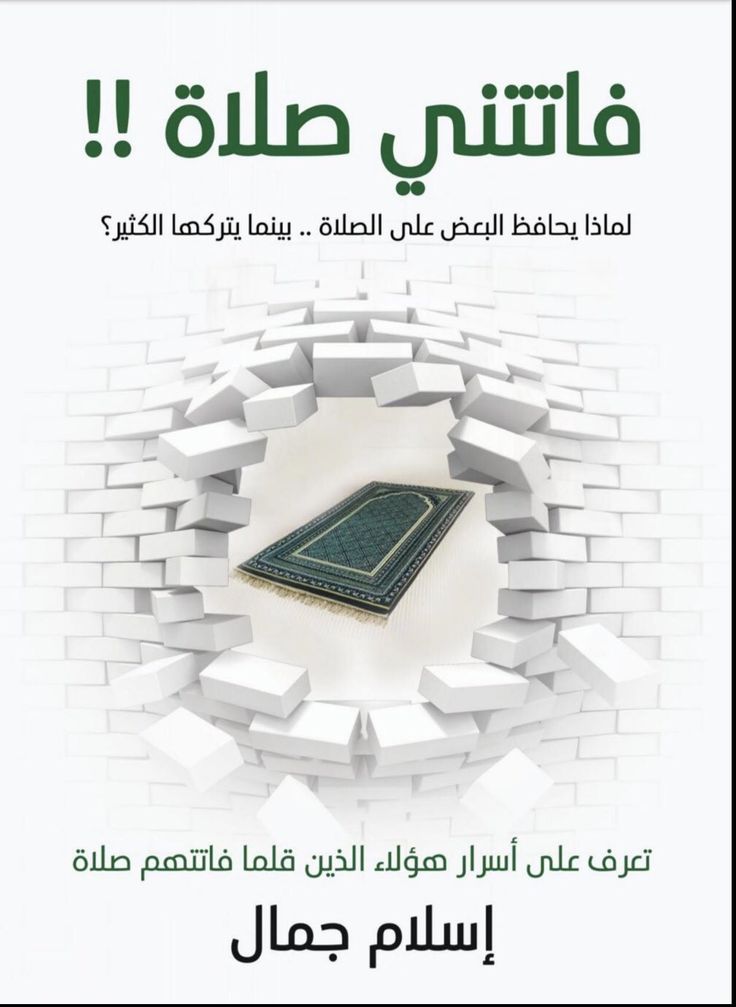 فاتتني صلاة !!
لماذا يحافظ البعض على الصلاة .. بينما يتركها الكثير؟
تعرف على أسرار هؤلاء الذين قلما فاتتهم صلاة
إسلام جمال